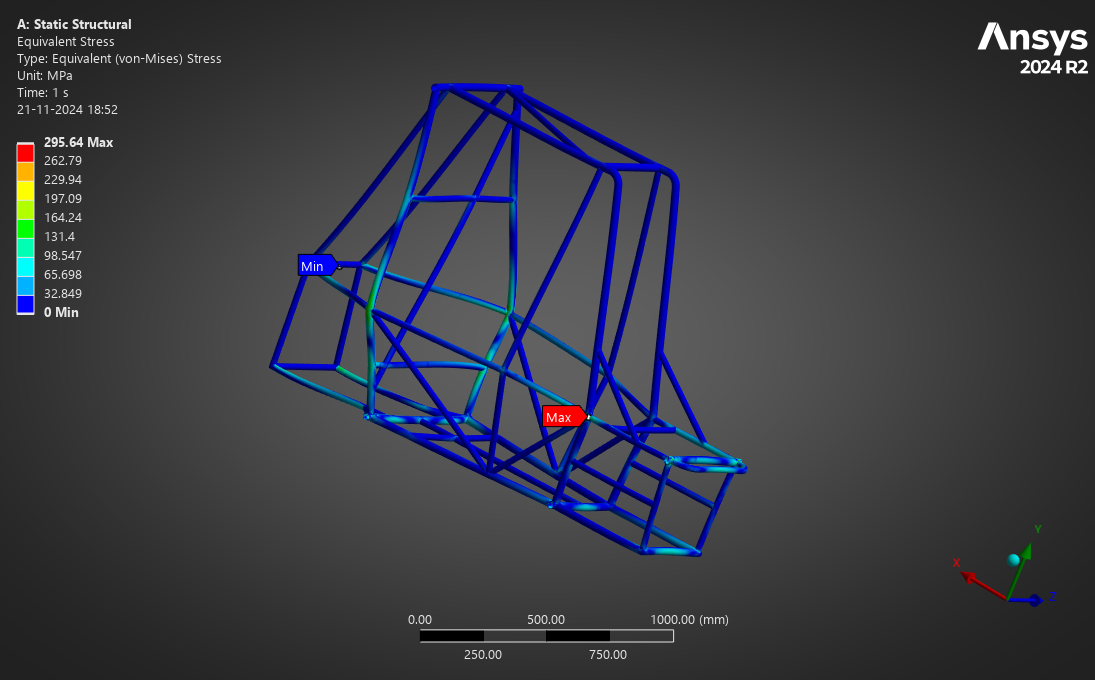 A: Static Structural
Equivalent Stress
Type: Equivalent (von-Mises) Stress
Unit: MPa
Time: 1 s
21-11-2024 18:52
Ansys
2024 R2
295.64 Max
262.79
229.94
197.09
164.24
131.4
98.547
65.698
32.849
0 Min
Min
Max
Y
X
Z
0.00 500.00 1000.00 (mm)
250.00 750.00